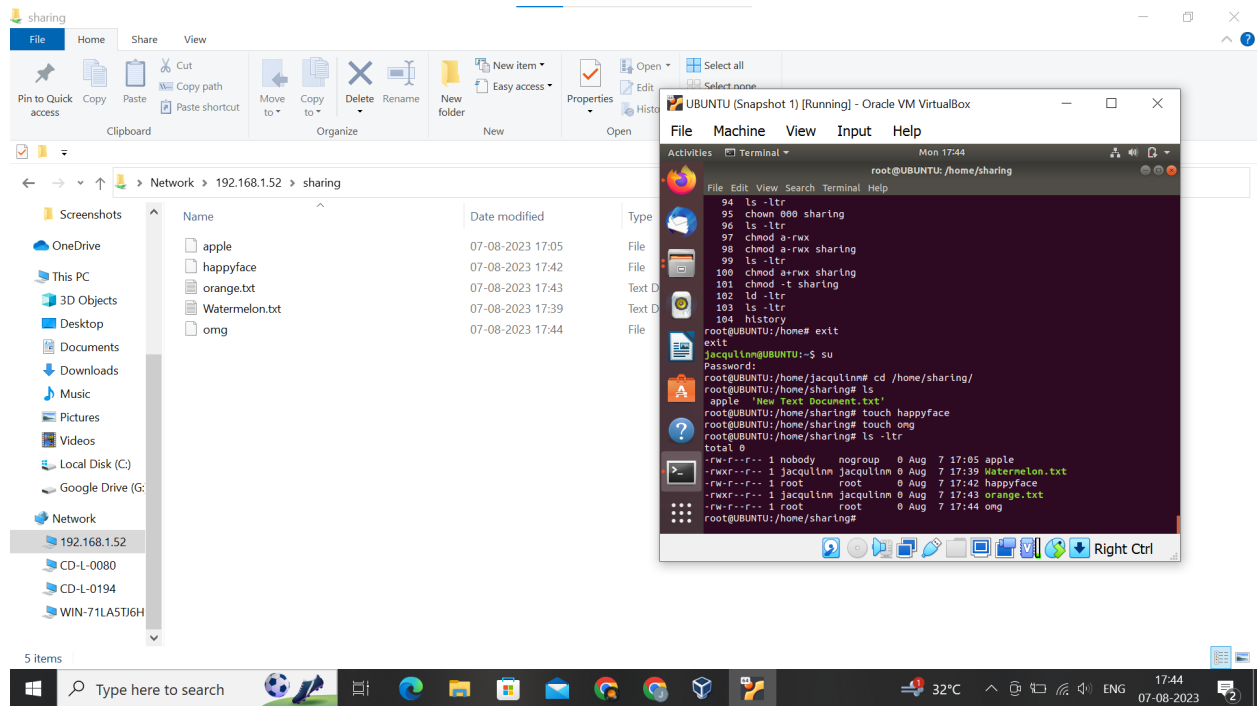 sharing
File Home Share View
Pin to Quick access
Copy
Paste
Cut
Copy path
Paste shortcut
Clipboard
Move to
Copy to
Delete
Rename
Organize
New folder
New item
Easy access
New
Properties
Open
Edit
Histo
Open
Select all
Select none
Network > 192.168.1.52 > sharing
Screenshots
OneDrive
This PC
3D Objects
Desktop
Documents
Downloads
Music
Pictures
Videos
Local Disk (C:)
Google Drive (G:
Network
192.168.1.52
CD-L-0080
CD-L-0194
WIN-71LA5TJ6H
Name Date modified Type
apple 07-08-2023 17:05 File
happyface 07-08-2023 17:42 File
orange.txt 07-08-2023 17:43 Text D
Watermelon.txt 07-08-2023 17:39 Text D
omg 07-08-2023 17:44 File
5 items
UBUNTU (Snapshot 1) [Running] - Oracle VM VirtualBox
File Machine View Input Help
Activities Terminal Mon 17:44
root@UBUNTU: /home/sharing
File Edit View Search Terminal Help
94 ls -ltr
95 chown 000 sharing
96 ls -ltr
97 chmod a-rwx
98 chmod a-rwx sharing
99 ls -ltr
100 chmod a+rwx sharing
101 chmod -t sharing
102 ld -ltr
103 ls -ltr
104 history
root@UBUNTU:/home# exit
exit
jacqulinm@UBUNTU:~$ su
Password:
root@UBUNTU:/home/jacqulinm# cd /home/sharing/
root@UBUNTU:/home/sharing# ls
apple 'New Text Document.txt'
root@UBUNTU:/home/sharing# touch happyface
root@UBUNTU:/home/sharing# touch omg
root@UBUNTU:/home/sharing# ls -ltr
total 0
-rw-r--r-- 1 nobody nogroup 0 Aug 7 17:05 apple
-rwxr--r-- 1 jacqulinm jacqulinm 0 Aug 7 17:39 Watermelon.txt
-rw-r--r-- 1 root root 0 Aug 7 17:42 happyface
-rwxr--r-- 1 jacqulinm jacqulinm 0 Aug 7 17:43 orange.txt
-rw-r--r-- 1 root root 0 Aug 7 17:44 omg
root@UBUNTU:/home/sharing#
Right Ctrl
Type here to search
1
32°C
ENG
17:44
07-08-2023
2